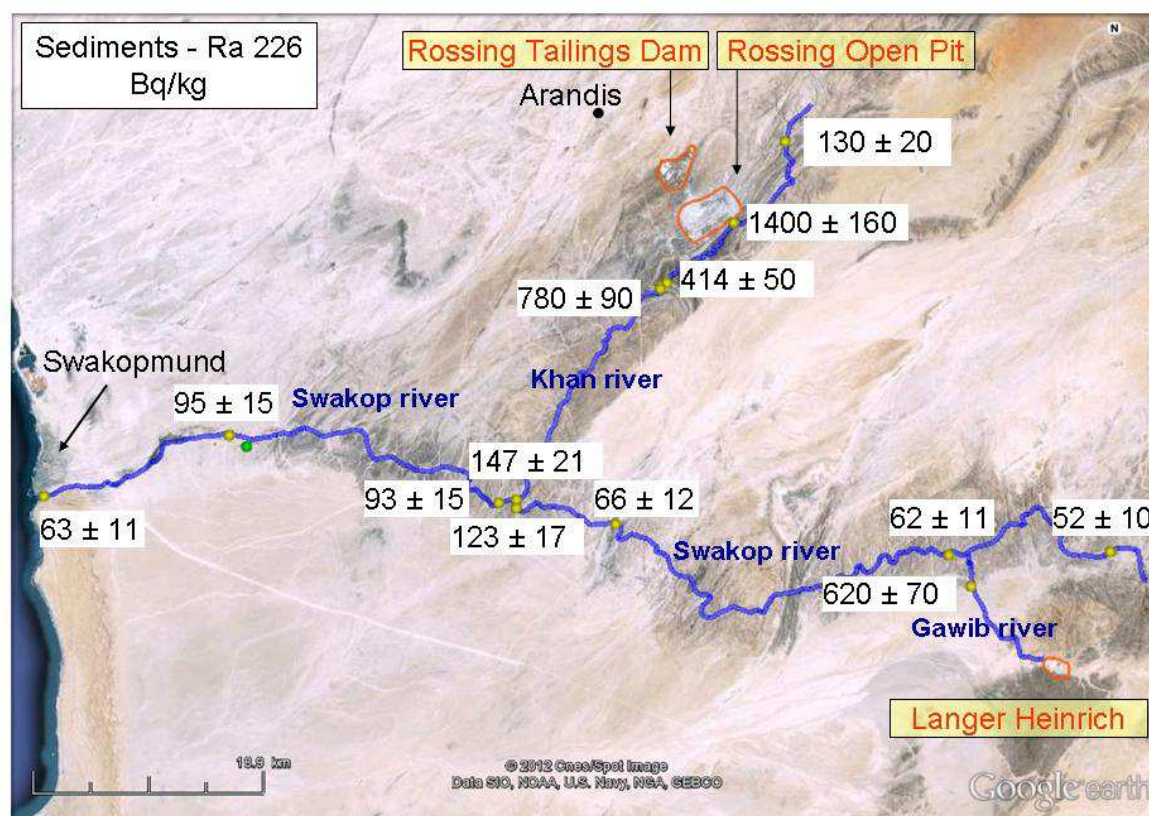 Sediments - Ra 226
Bq/kg
Rossing Tailings Dam
Rossing Open Pit
N
Arandis
130 ± 20
1400 ± 160
414 ± 50
780 ± 90
Swakopmund
Khan river
95 ± 15
Swakop river
147 ± 21
93 ± 15
66 ± 12
62 ± 11
52 ± 10
63 ± 11
123 ± 17
Swakop river
620 ± 70
Gawib river
Langer Heinrich
18.9 km
© 2012 Cnes/Spot Image
Data SIO, NOAA, U.S. Navy, NGA, GEBCO
Google earth